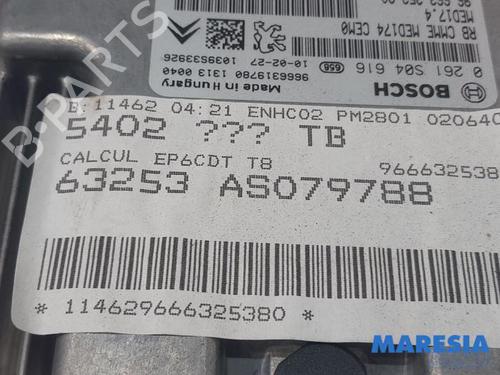 MED17.4
RB CMME MED174 CEM0
0 261 S04 616
BOSCH
656
10-02-27 1039S33926
9666319780 1313 0040
Made in Hungary
B: 11462 04:21 ENHC02 PM2801 020640
5402 ??? TB
CALCUL EP6CDT T8
966632538
63253 AS079788
* 114629666325380 *
MARESIA